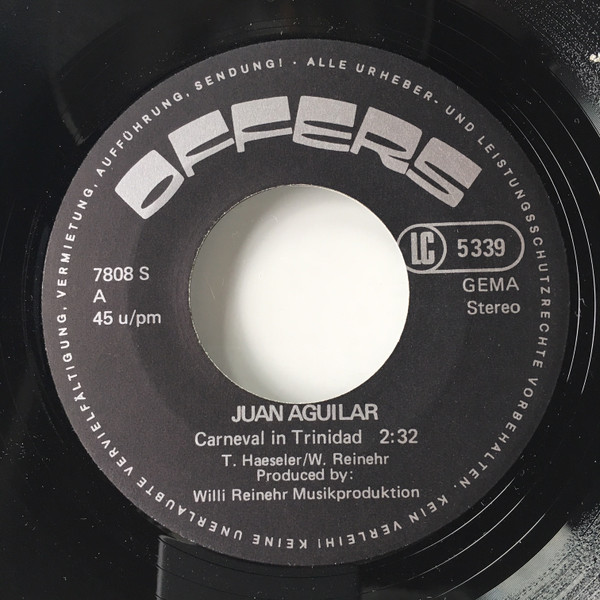 ALLE URHEBER- UND LEISTUNGSSCHUTZRECHTE VORBEHALTEN. KEIN VERLEIH! KEINE UNERLAUBTE VERVIELFÄLTIGUNG, VERMIETUNG, AUFFÜHRUNG, SENDUNG! ·
OFFERS
LC 5339
7808 S
GEMA
A
Stereo
45 u/pm
JUAN AGUILAR
Carneval in Trinidad 2:32
T. Haeseler/W. Reinehr
Produced by:
Willi Reinehr Musikproduktion